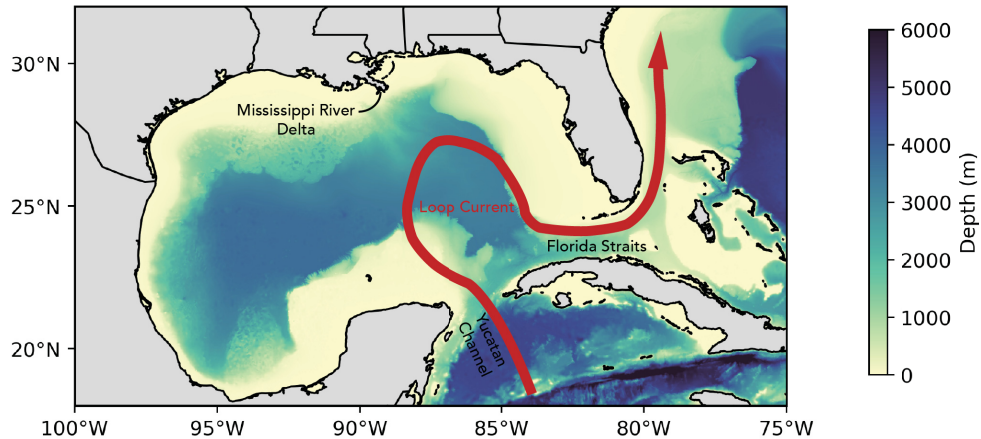 30°N
25°N
20°N
100°W
95°W
90°W
85°W
80°W
75°W
Mississippi River
Delta
Loop Current
Florida Straits
Yucatan
Channel
6000
5000
4000
3000
2000
1000
0
Depth (m)